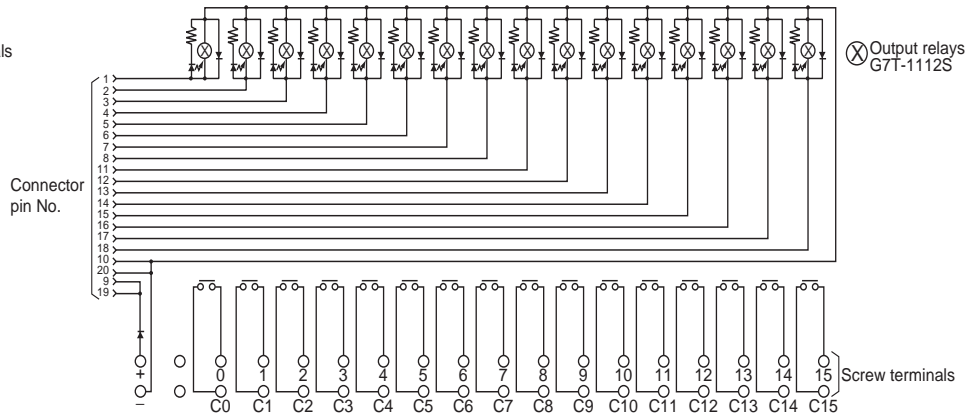 als
Output relays
G7T-1112S
1
2
3
4
5
6
7
8
11
12
13
14
15
16
17
18
10
20
9
19
Connector
pin No.
+ 0 1 2 3 4 5 6 7 8 9 10 11 12 13 14 15
Screw terminals
– C0 C1 C2 C3 C4 C5 C6 C7 C8 C9 C10 C11 C12 C13 C14 C15